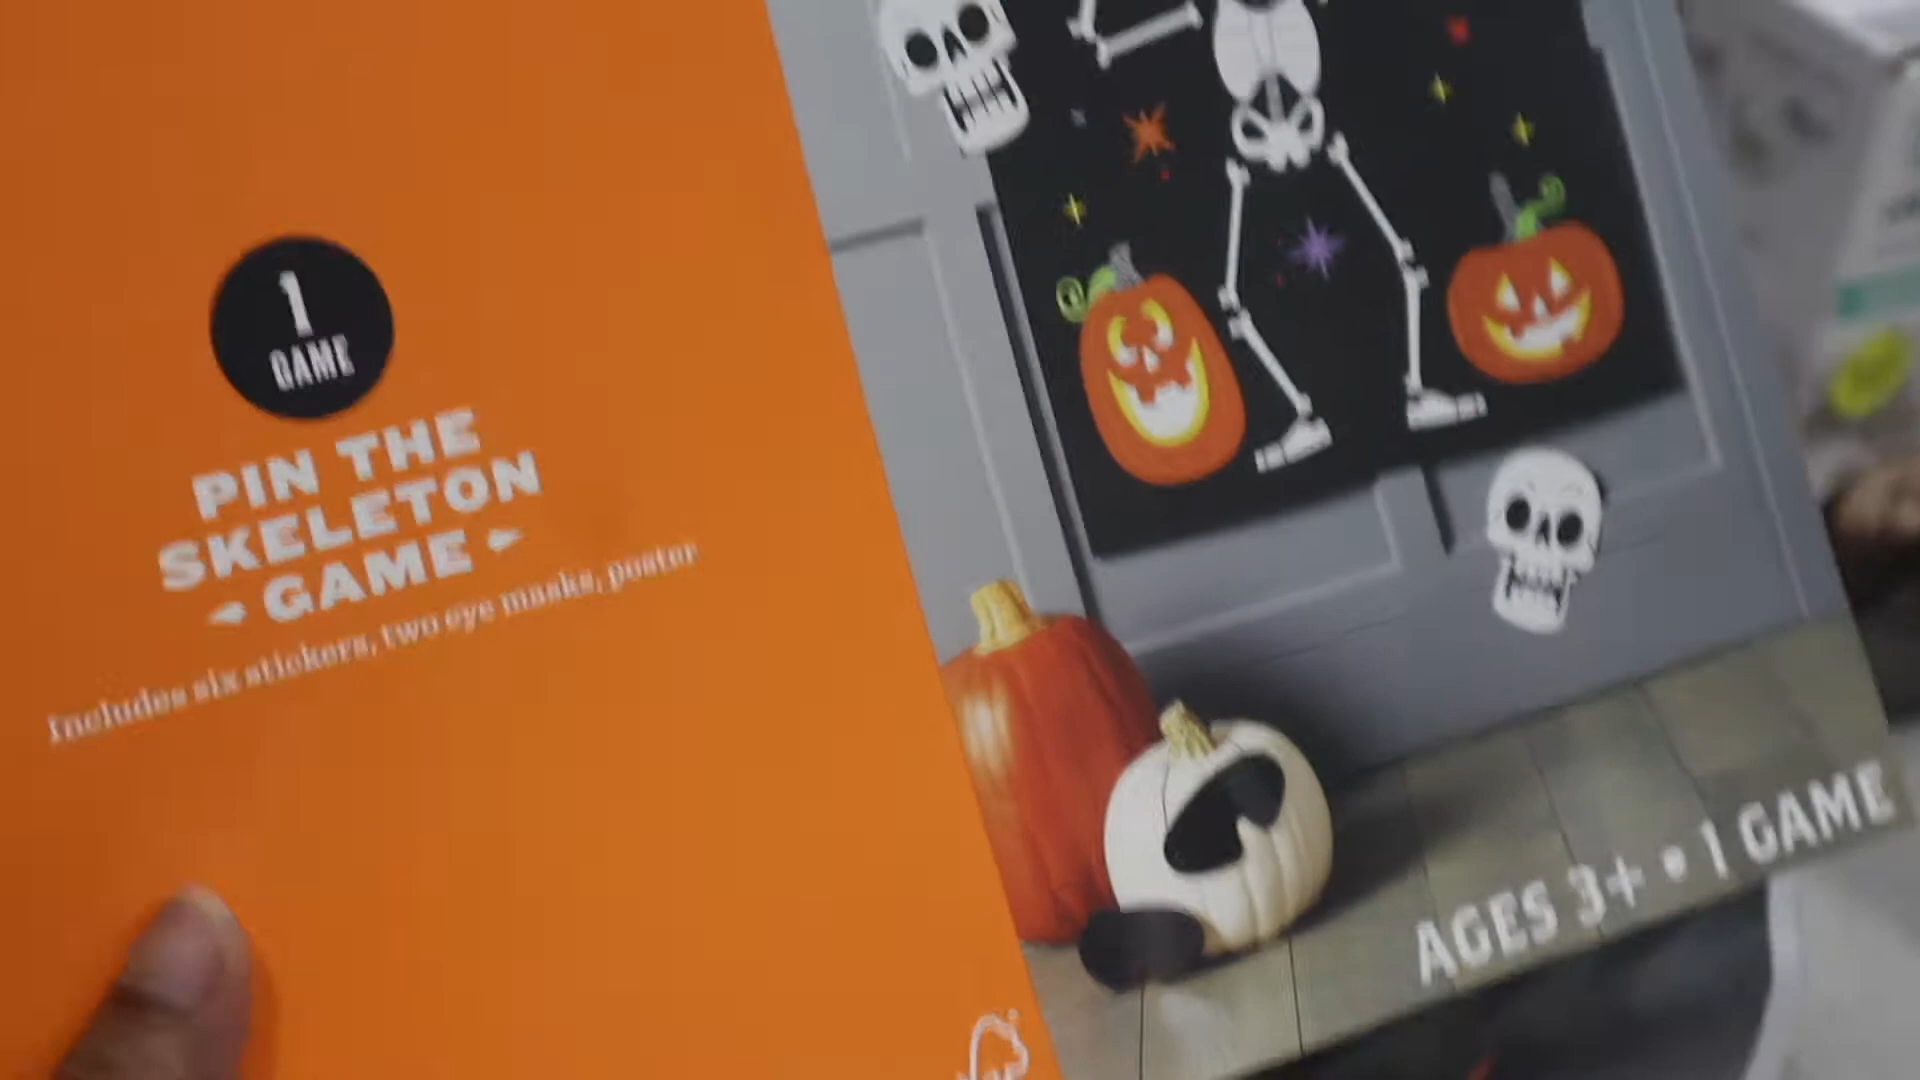 1
GAME
PIN THE
SKELETON
GAME
Includes six stickers, two eye masks, poster
AGES 3+ • 1 GAME